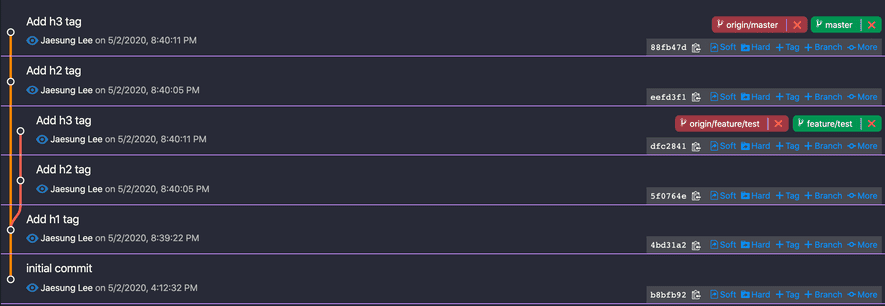 Add h3 tag
origin/master master
Jaesung Lee on 5/2/2020, 8:40:11 PM
88fb47d Soft Hard Tag Branch More
Add h2 tag
Jaesung Lee on 5/2/2020, 8:40:05 PM
eefd3f1 Soft Hard Tag Branch More
Add h3 tag
origin/feature/test feature/test
Jaesung Lee on 5/2/2020, 8:40:11 PM
dfc2841 Soft Hard Tag Branch More
Add h2 tag
Jaesung Lee on 5/2/2020, 8:40:05 PM
5f0764e Soft Hard Tag Branch More
Add h1 tag
Jaesung Lee on 5/2/2020, 8:39:22 PM
4bd31a2 Soft Hard Tag Branch More
initial commit
Jaesung Lee on 5/2/2020, 4:12:32 PM
b8bfb92 Soft Hard Tag Branch More